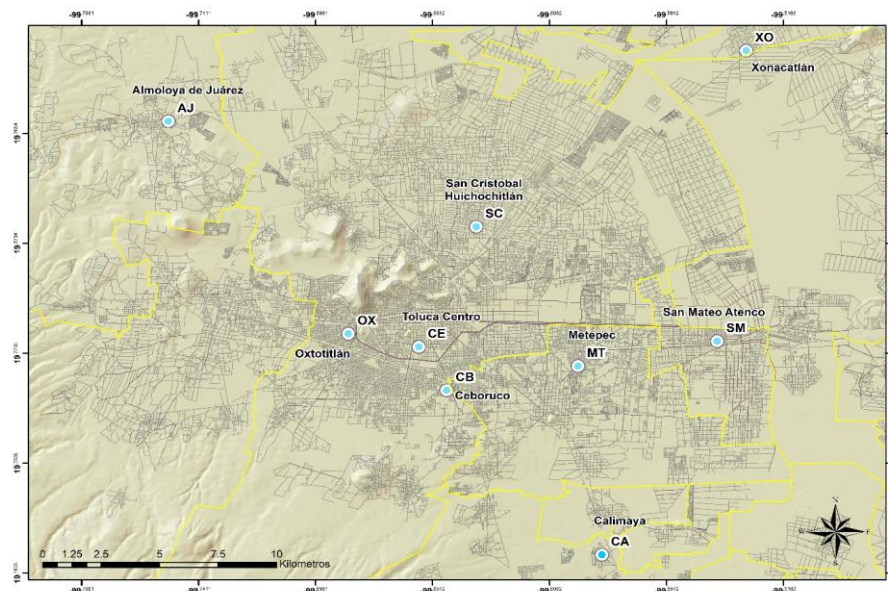 XO
Xonacatlán
Almoloya de Juárez
AJ
San Cristobal
Huichochitlán
SC
San Mateo Atenco
OX
Toluca Centro
SM
CE
Metepec
Oxtotitlán
MT
CB
Ceboruco
Calimaya
CA
N
W
E
S
0 1.25 2.5 5 7.5 10
Kilometros